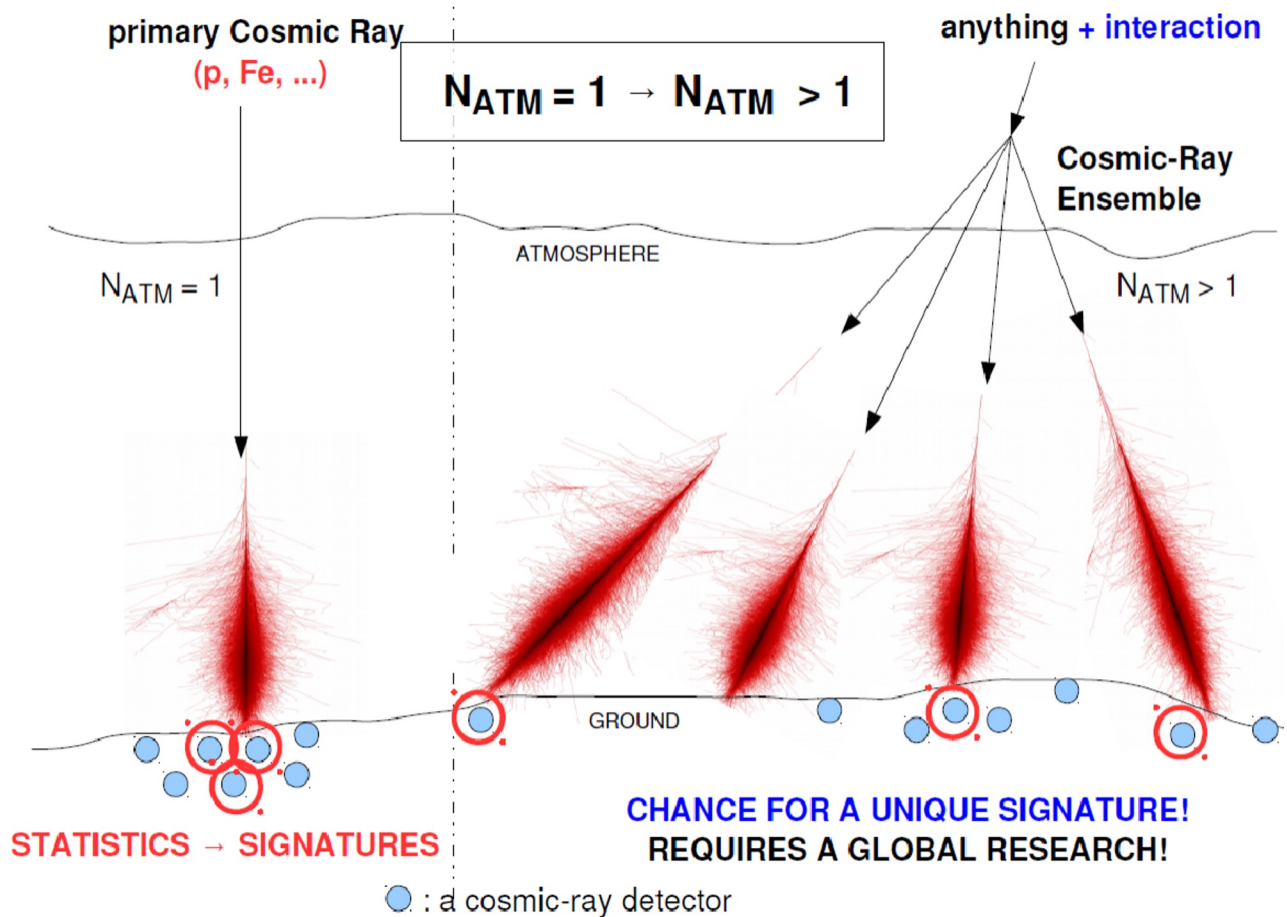 primary Cosmic Ray
(p, Fe, ...)
N_ATM = 1 → N_ATM > 1
anything + interaction
Cosmic-Ray
Ensemble
ATMOSPHERE
N_ATM = 1
N_ATM > 1
GROUND
STATISTICS → SIGNATURES
CHANCE FOR A UNIQUE SIGNATURE!
REQUIRES A GLOBAL RESEARCH!
: a cosmic-ray detector